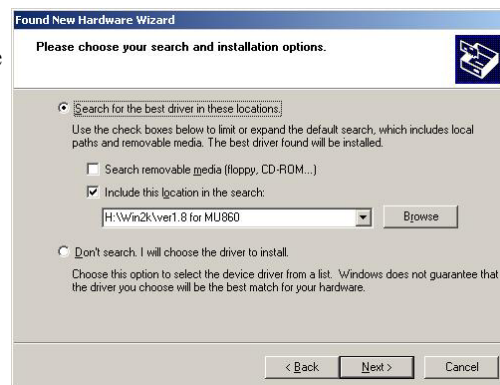 Found New Hardware Wizard
Please choose your search and installation options.
Search for the best driver in these locations.
Use the check boxes below to limit or expand the default search, which includes local
paths and removable media. The best driver found will be installed.
Search removable media (floppy, CD-ROM...)
Include this location in the search:
H:\Win2k\ver1.8 for MU860
Browse
Don't search. I will choose the driver to install.
Choose this option to select the device driver from a list. Windows does not guarantee that
the driver you choose will be the best match for your hardware.
< Back
Next >
Cancel